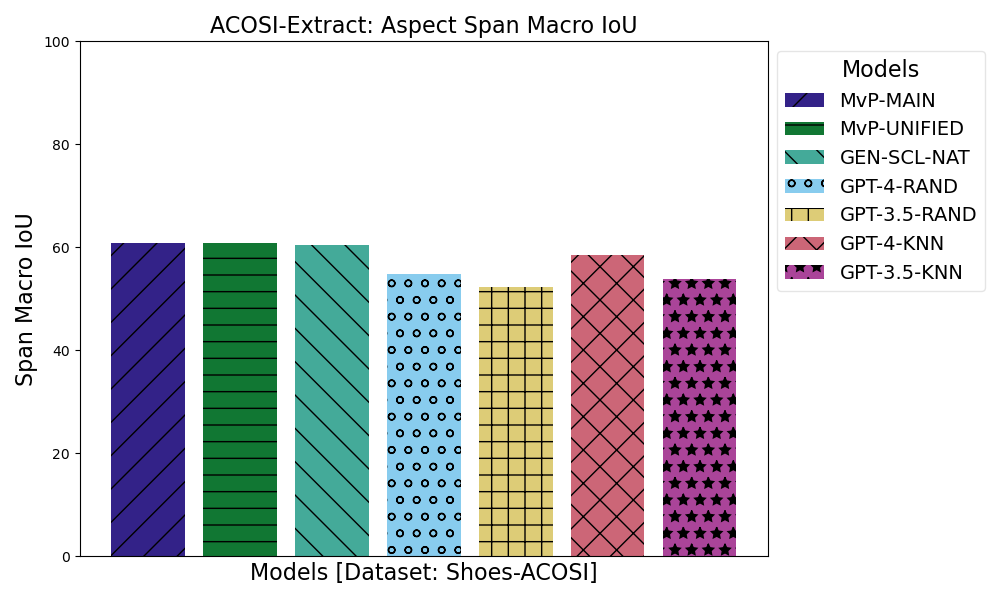 ACOSI-Extract: Aspect Span Macro IoU
100
80
60
40
20
0
Span Macro IoU
Models [Dataset: Shoes-ACOSI]
Models
MvP-MAIN
MvP-UNIFIED
GEN-SCL-NAT
GPT-4-RAND
GPT-3.5-RAND
GPT-4-KNN
GPT-3.5-KNN